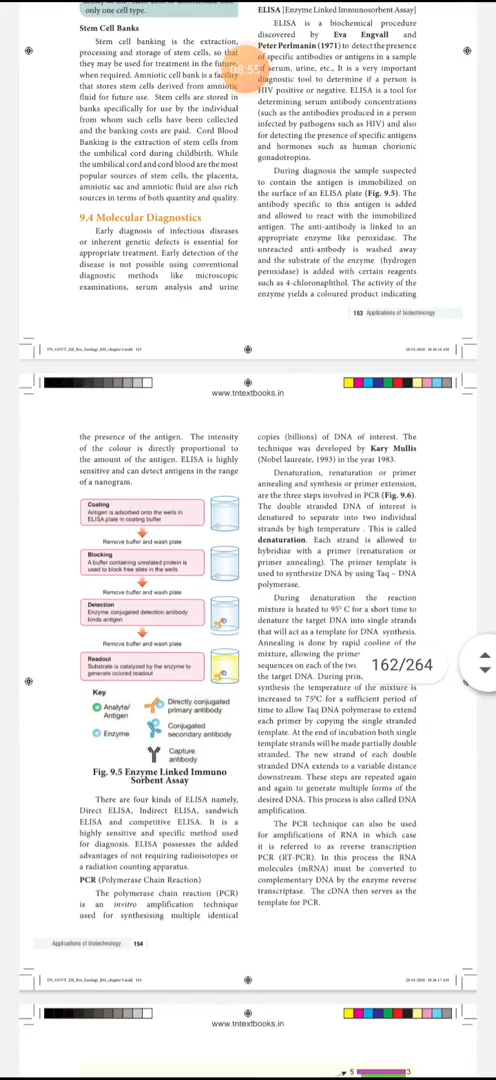 only one cell type.
Stem Cell Banks
Stem cell banking is the extraction,
processing and storage of stem cells, so that
they may be used for treatment in the future,
when required. Amniotic cell bank is a facility
that stores stem cells derived from amniotic
fluid for future use. Stem cells are stored in
banks specifically for use by the individual
from whom such cells have been collected
and the banking costs are paid. Cord Blood
Banking is the extraction of stem cells from
the umbilical cord during childbirth. While
the umbilical cord and cord blood are the most
popular sources of stem cells, the placenta,
amniotic sac and amniotic fluid are also rich
sources in terms of both quantity and quality.
9.4 Molecular Diagnostics
Early diagnosis of infectious diseases
or inherent genetic defects is essential for
appropriate treatment. Early detection of the
disease is not possible using conventional
diagnostic methods like microscopic
examinations, serum analysis and urine
ELISA [Enzyme Linked Immunosorbent Assay]
ELISA is a biochemical procedure
discovered by Eva Engvall and
Peter Perlmanin (1971) to detect the presence
of specific antibodies or antigens in a sample
of serum, urine, etc., It is a very important
diagnostic tool to determine if a person is
HIV positive or negative. ELISA is a tool for
determining serum antibody concentrations
(such as the antibodies produced in a person
infected by pathogens such as HIV) and also
for detecting the presence of specific antigens
and hormones such as human chorionic
gonadotropins.
During diagnosis the sample suspected
to contain the antigen is immobilized on
the surface of an ELISA plate (Fig. 9.5). The
antibody specific to this antigen is added
and allowed to react with the immobilized
antigen. The anti-antibody is linked to an
appropriate enzyme like peroxidase. The
unreacted anti-antibody is washed away
and the substrate of the enzyme (hydrogen
peroxidase) is added with certain reagents
such as 4-chloronaphthol. The activity of the
enzyme yields a coloured product indicating
08:55
153 Applications of biotechnology
www.tntextbooks.in
the presence of the antigen. The intensity
of the colour is directly proportional to
the amount of the antigen. ELISA is highly
sensitive and can detect antigens in the range
of a nanogram.
Coating
Antigen is adsorbed onto the wells in
ELISA plate in coating buffer
Remove buffer and wash plate
Blocking
A buffer containing unrelated protein is
used to block free sites in the wells
Remove buffer and wash plate
Detection
Enzyme conjugated detection antibody
binds antigen
Remove buffer and wash plate
Readout
Substrate is catalyzed by the enzyme to
generate colored readout
Key
Analyte/
Antigen
Directly conjugated
primary antibody
Enzyme
Conjugated
secondary antibody
Capture
antibody
Fig. 9.5 Enzyme Linked Immuno
Sorbent Assay
There are four kinds of ELISA namely,
Direct ELISA, Indirect ELISA, sandwich
ELISA and competitive ELISA. It is a
highly sensitive and specific method used
for diagnosis. ELISA possesses the added
advantages of not requiring radioisotopes or
a radiation counting apparatus.
PCR (Polymerase Chain Reaction)
The polymerase chain reaction (PCR)
is an invitro amplification technique
used for synthesising multiple identical
copies (billions) of DNA of interest. The
technique was developed by Kary Mullis
(Nobel laureate, 1993) in the year 1983.
Denaturation, renaturation or primer
annealing and synthesis or primer extension,
are the three steps involved in PCR (Fig. 9.6).
The double stranded DNA of interest is
denatured to separate into two individual
strands by high temperature . This is called
denaturation. Each strand is allowed to
hybridize with a primer (renaturation or
primer annealing). The primer template is
used to synthesize DNA by using Taq – DNA
polymerase.
During denaturation the reaction
mixture is heated to 95° C for a short time to
denature the target DNA into single strands
that will act as a template for DNA synthesis.
Annealing is done by rapid cooling of the
mixture, allowing the prime
sequences on each of the two
the target DNA. During prin
synthesis the temperature of the mixture is
increased to 75°C for a sufficient period of
time to allow Taq DNA polymerase to extend
each primer by copying the single stranded
template. At the end of incubation both single
template strands will be made partially double
stranded. The new strand of each double
stranded DNA extends to a variable distance
downstream. These steps are repeated again
and again to generate multiple forms of the
desired DNA. This process is also called DNA
amplification.
The PCR technique can also be used
for amplifications of RNA in which case
it is referred to as reverse transcription
PCR (RT-PCR). In this process the RNA
molecules (mRNA) must be converted to
complementary DNA by the enzyme reverse
transcriptase. The cDNA then serves as the
template for PCR.
162/264
Applications of biotechnology 154
www.tntextbooks.in
5
3